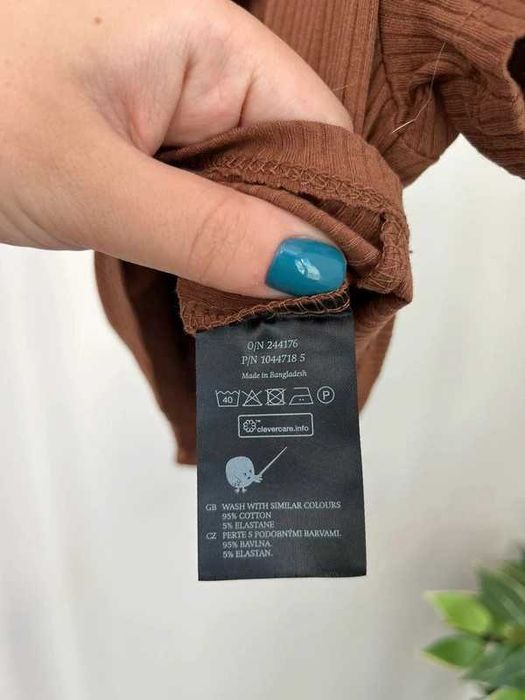 O/N 244176
P/N 1044718 5
Made in Bangladesh
40 P
clevercare.info
GB WASH WITH SIMILAR COLOURS
95% COTTON
5% ELASTANE
CZ PERTE S PODOBNÝMI BARVAMI.
95% BAVLNA.
5% ELASTAN.